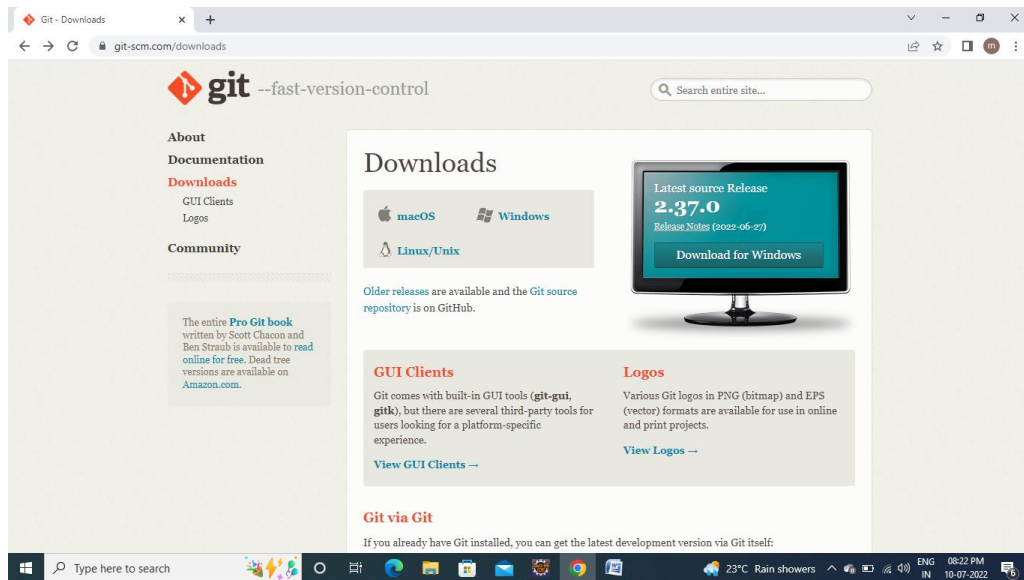 Git - Downloads
git-scm.com/downloads
m
git --fast-version-control
Search entire site...
About
Documentation
Downloads
GUI Clients
Logos
Community
The entire Pro Git book
written by Scott Chacon and
Ben Straub is available to read
online for free. Dead tree
versions are available on
Amazon.com.
Downloads
macOS
Windows
Linux/Unix
Older releases are available and the Git source
repository is on GitHub.
Latest source Release
2.37.0
Release Notes (2022-06-27)
Download for Windows
GUI Clients
Git comes with built-in GUI tools (git-gui,
gitk), but there are several third-party tools for
users looking for a platform-specific
experience.
View GUI Clients →
Logos
Various Git logos in PNG (bitmap) and EPS
(vector) formats are available for use in online
and print projects.
View Logos →
Git via Git
If you already have Git installed, you can get the latest development version via Git itself:
Type here to search
23°C Rain showers
ENG
IN
08:22 PM
10-07-2022
6